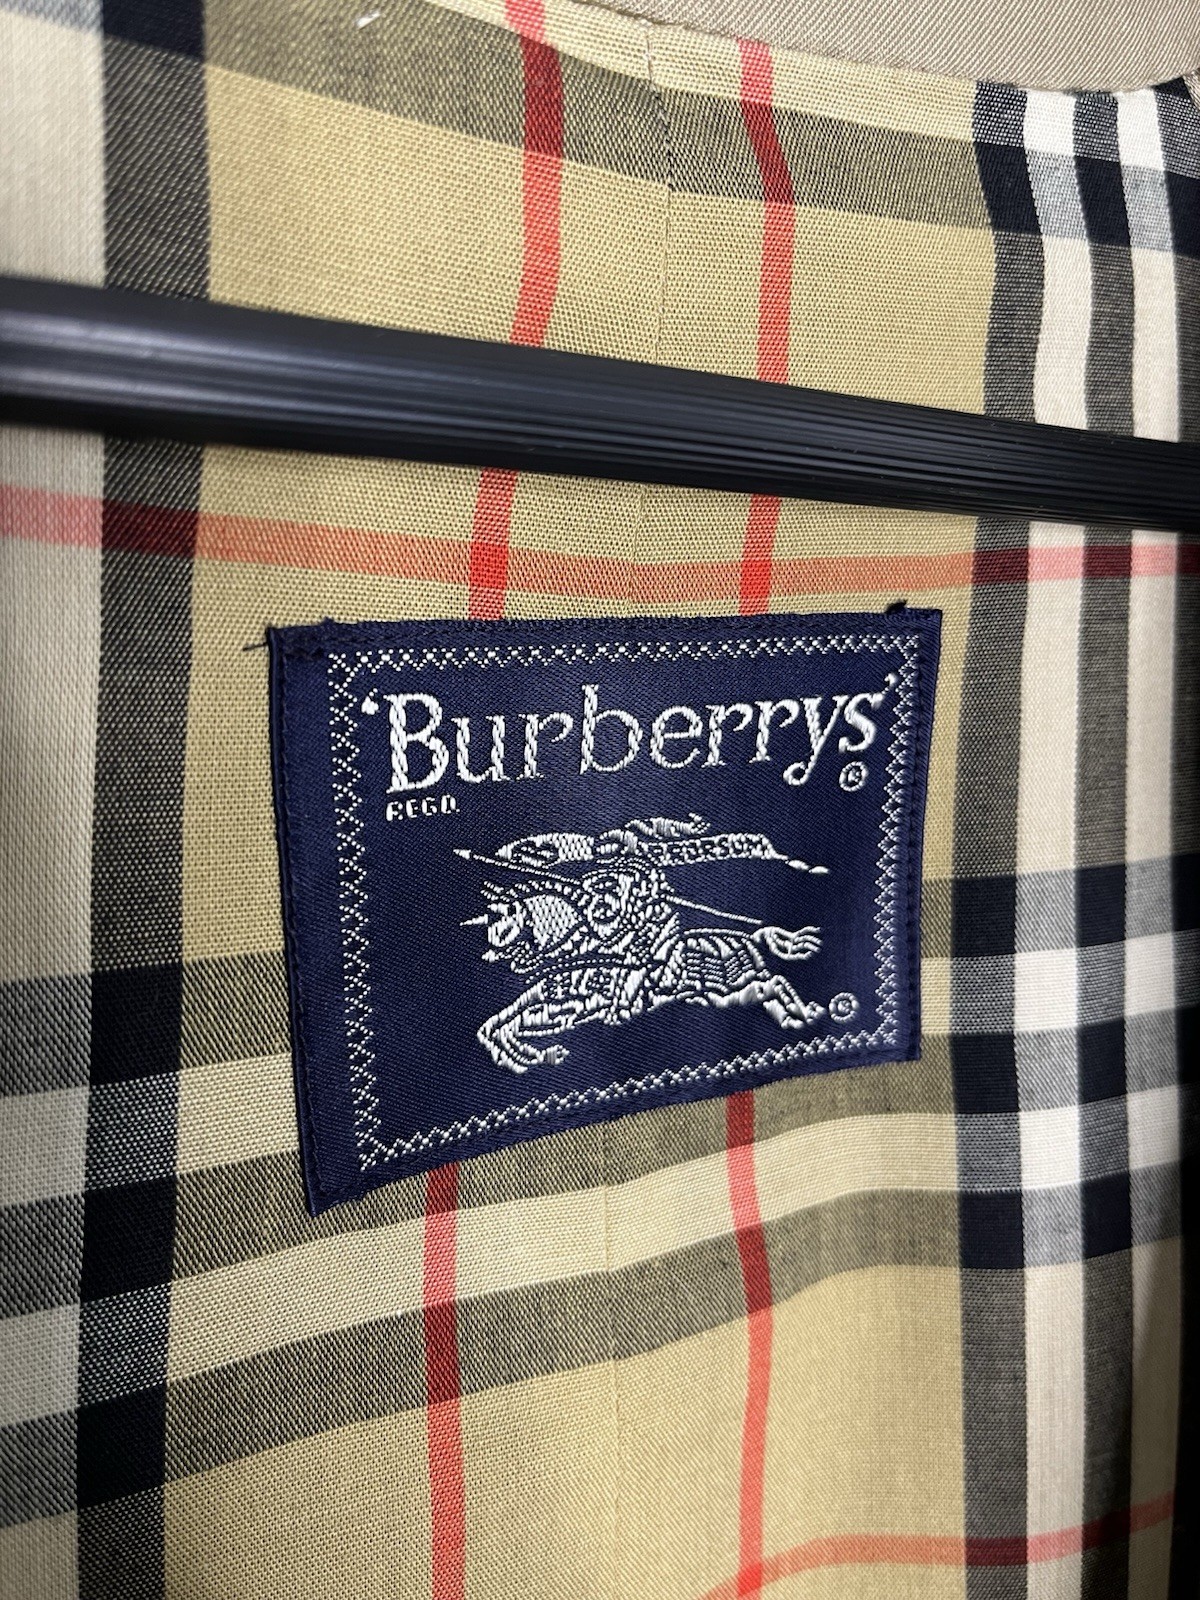 'Burberrys'®
REGD.
PRORSUM
®